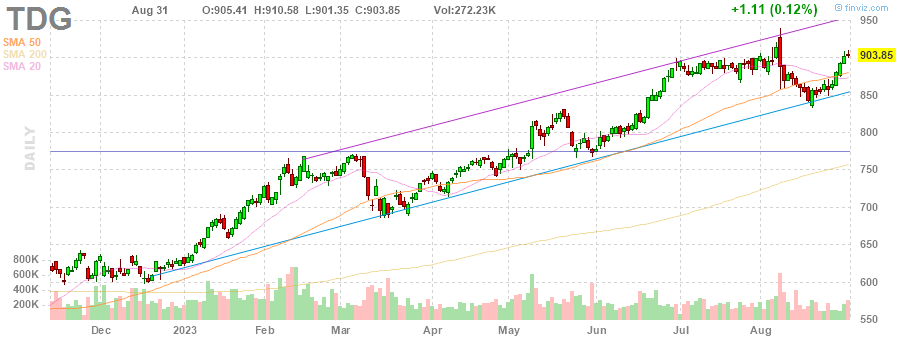 TDG Aug 31 O:905.41 H:910.58 L:901.35 C:903.85 Vol:272.23K +1.11 (0.12%) finviz.com
SMA 50
SMA 200
SMA 20
DAILY
950
903.85
850
800
750
700
650
600
550
800K
600K
400K
200K
Dec 2023 Feb Mar Apr May Jun Jul Aug